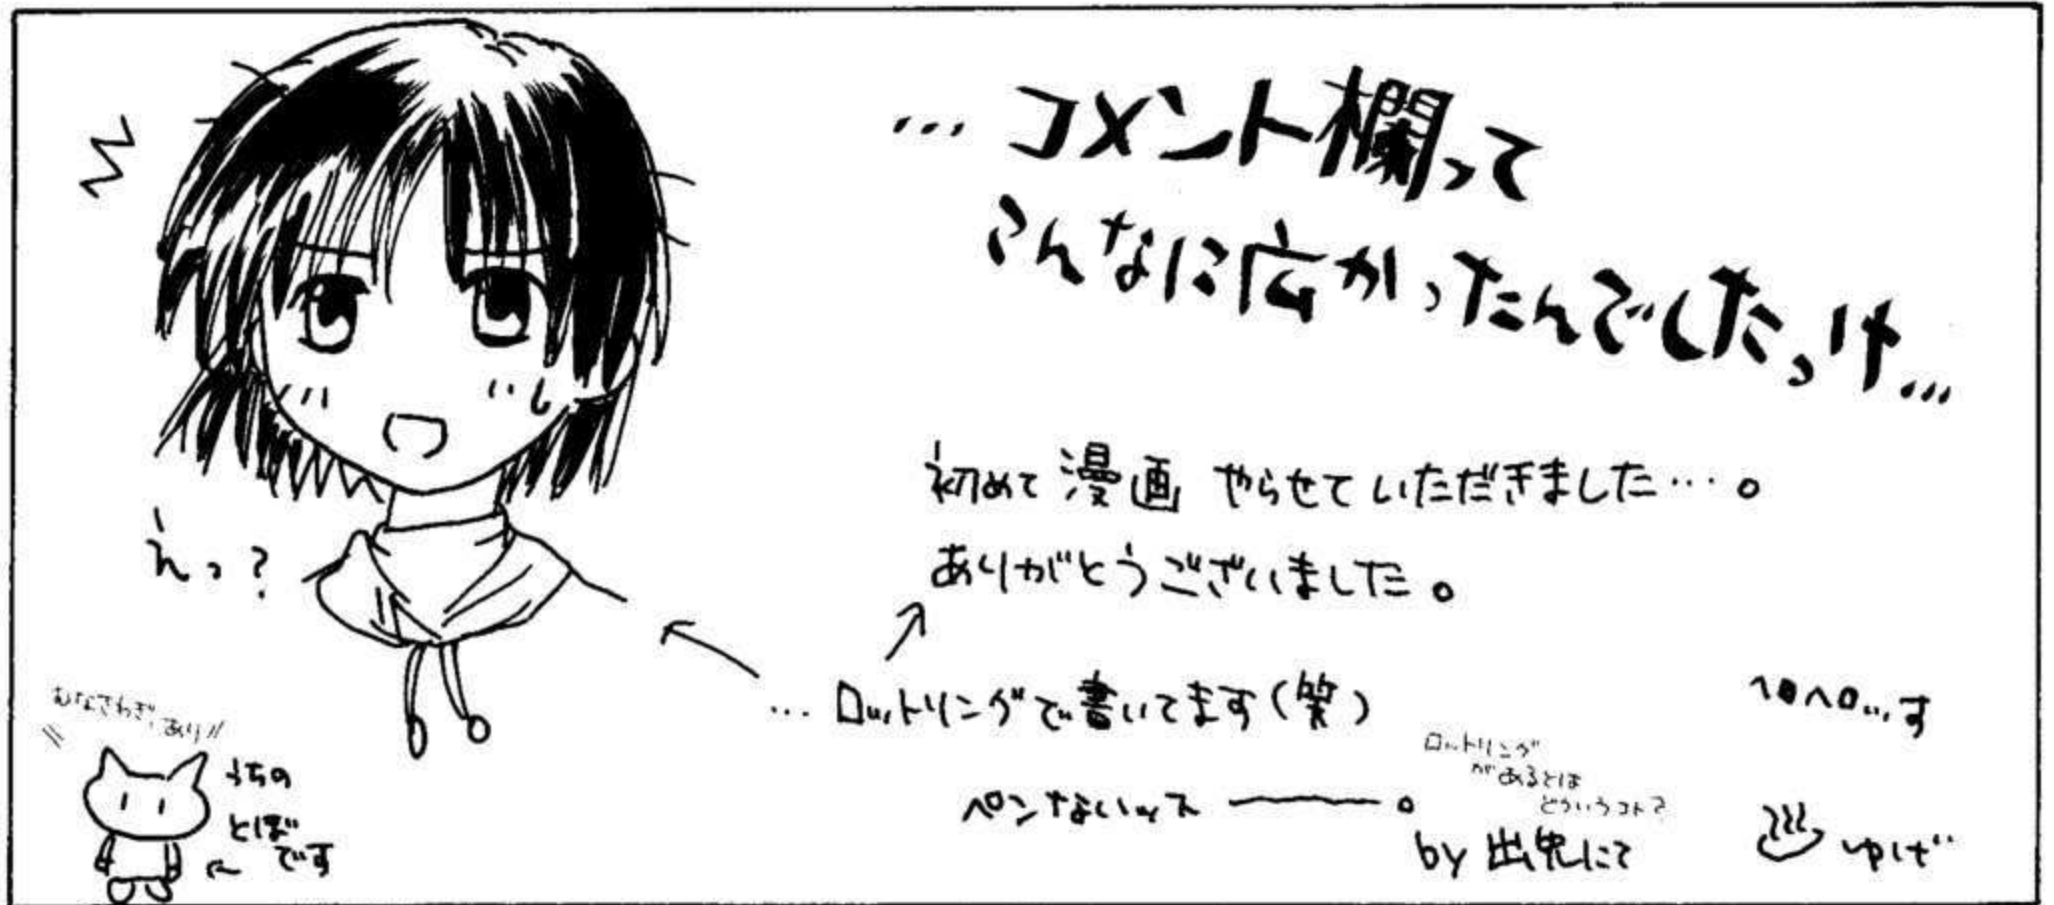 …コメント欄って
こんなに広かったんでしたっけ…
初めて漫画やらせていただきました…。
ありがとうございました。
えっ?
…ロットリングで書いてます(笑)
ヘロヘロ…す
ロットリング
があるとは
どういうコト?
ペンないッス――。
by 出先にて
ゆげ
むなさわぎ、あり
うちの
とぼ
です